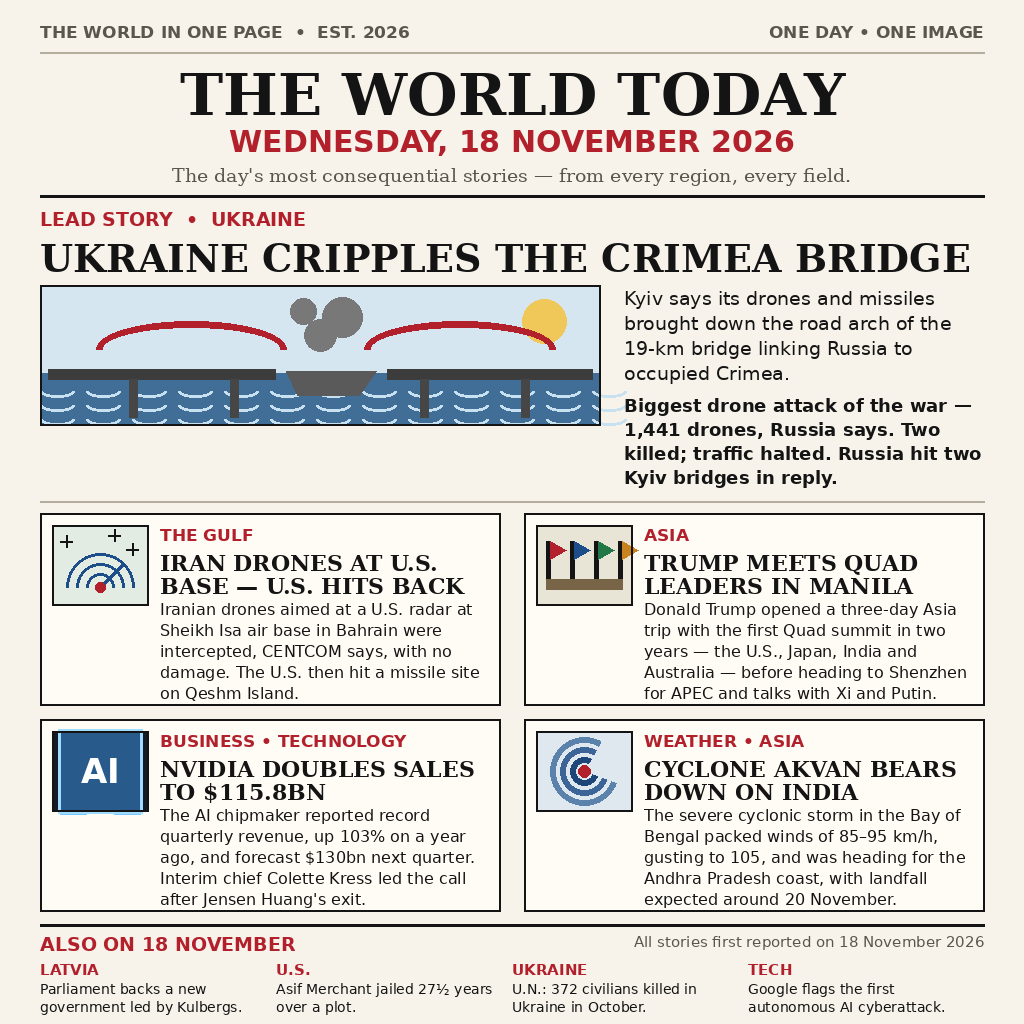 THE WORLD IN ONE PAGE • EST. 2026
ONE DAY • ONE IMAGE
THE WORLD TODAY
WEDNESDAY, 18 NOVEMBER 2026
The day's most consequential stories — from every region, every field.
LEAD STORY • UKRAINE
UKRAINE CRIPPLES THE CRIMEA BRIDGE
Kyiv says its drones and missiles
brought down the road arch of the
19-km bridge linking Russia to
occupied Crimea.
Biggest drone attack of the war —
1,441 drones, Russia says. Two
killed; traffic halted. Russia hit two
Kyiv bridges in reply.
THE GULF
IRAN DRONES AT U.S.
BASE — U.S. HITS BACK
Iranian drones aimed at a U.S. radar at
Sheikh Isa air base in Bahrain were
intercepted, CENTCOM says, with no
damage. The U.S. then hit a missile site
on Qeshm Island.
ASIA
TRUMP MEETS QUAD
LEADERS IN MANILA
Donald Trump opened a three-day Asia
trip with the first Quad summit in two
years — the U.S., Japan, India and
Australia — before heading to Shenzhen
for APEC and talks with Xi and Putin.
AI
BUSINESS • TECHNOLOGY
NVIDIA DOUBLES SALES
TO $115.8BN
The AI chipmaker reported record
quarterly revenue, up 103% on a year
ago, and forecast $130bn next quarter.
Interim chief Colette Kress led the call
after Jensen Huang's exit.
WEATHER • ASIA
CYCLONE AKVAN BEARS
DOWN ON INDIA
The severe cyclonic storm in the Bay of
Bengal packed winds of 85–95 km/h,
gusting to 105, and was heading for the
Andhra Pradesh coast, with landfall
expected around 20 November.
ALSO ON 18 NOVEMBER
All stories first reported on 18 November 2026
LATVIA
Parliament backs a new
government led by Kulbergs.
U.S.
Asif Merchant jailed 27½ years
over a plot.
UKRAINE
U.N.: 372 civilians killed in
Ukraine in October.
TECH
Google flags the first
autonomous AI cyberattack.